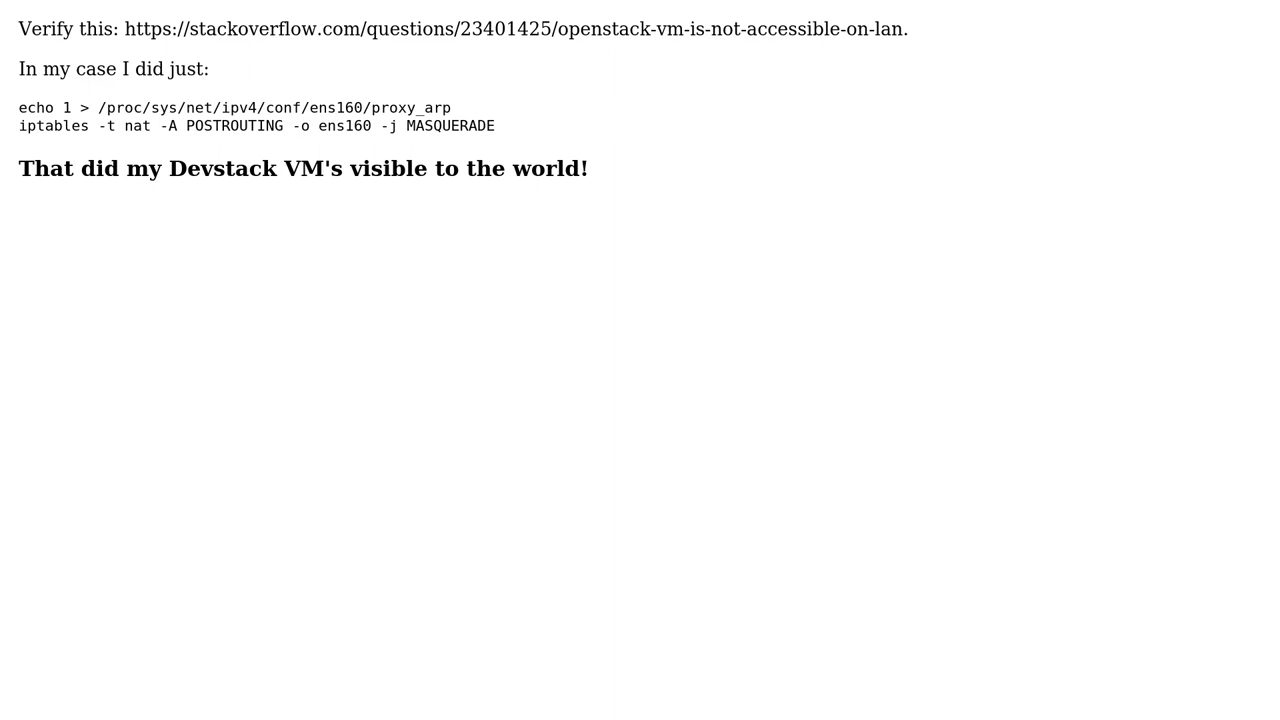 Verify this: https://stackoverflow.com/questions/23401425/openstack-vm-is-not-accessible-on-lan.
In my case I did just:
echo 1 > /proc/sys/net/ipv4/conf/ens160/proxy_arp
iptables -t nat -A POSTROUTING -o ens160 -j MASQUERADE
That did my Devstack VM's visible to the world!